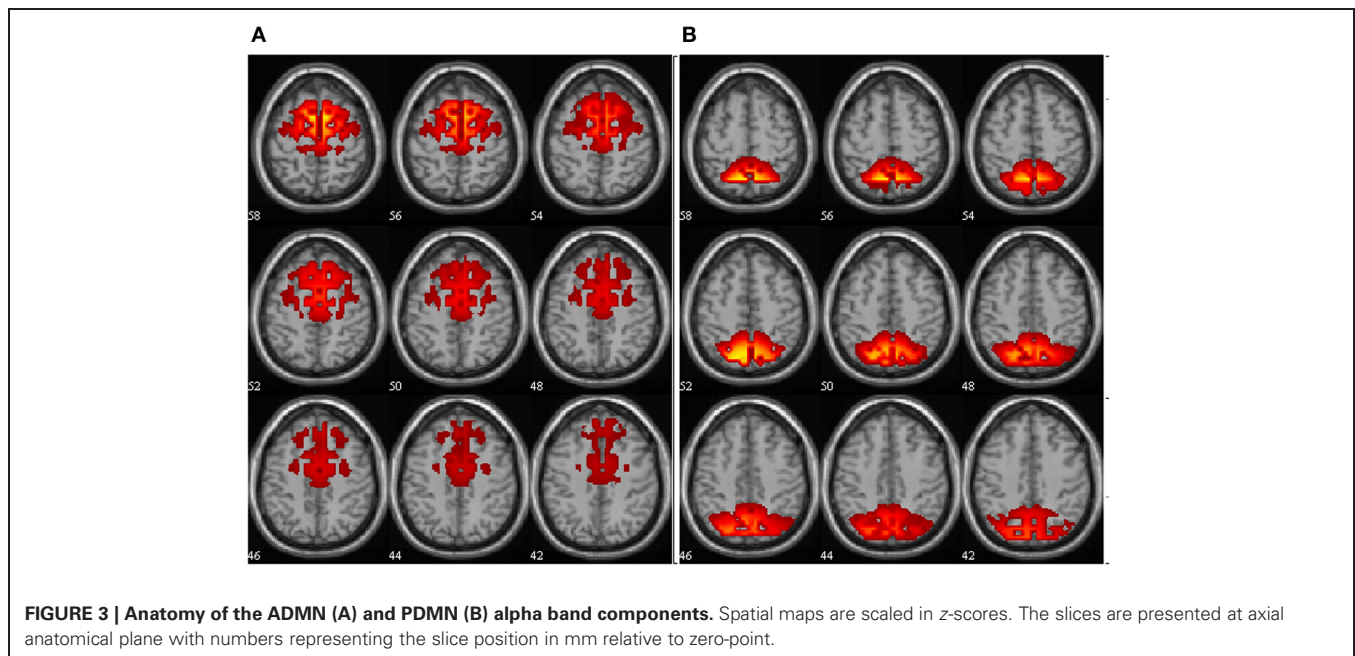 A B
58 56 54 58 56 54
52 50 48 52 50 48
46 44 42 46 44 42
FIGURE 3 | Anatomy of the ADMN (A) and PDMN (B) alpha band components. Spatial maps are scaled in z-scores. The slices are presented at axial
anatomical plane with numbers representing the slice position in mm relative to zero-point.